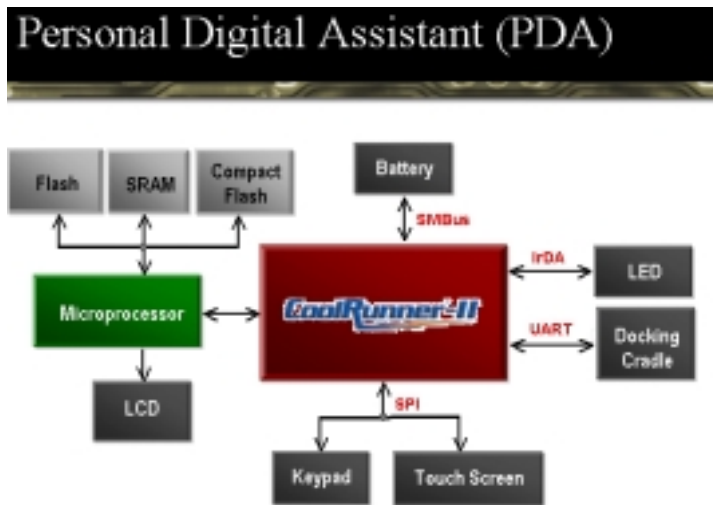 Personal Digital Assistant (PDA)
Flash
SRAM
Compact
Flash
Battery
SMBus
IrDA
LED
Microprocessor
CoolRunner-II
UART
Docking
Cradle
LCD
SPI
Keypad
Touch Screen